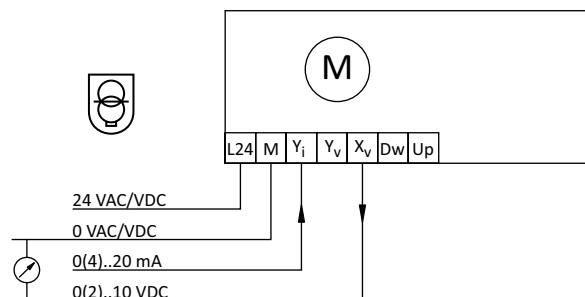 M
L24 M Yi Yv Xv Dw Up
24 VAC/VDC
0 VAC/VDC
0(4)..20 mA
0(2)..10 VDC